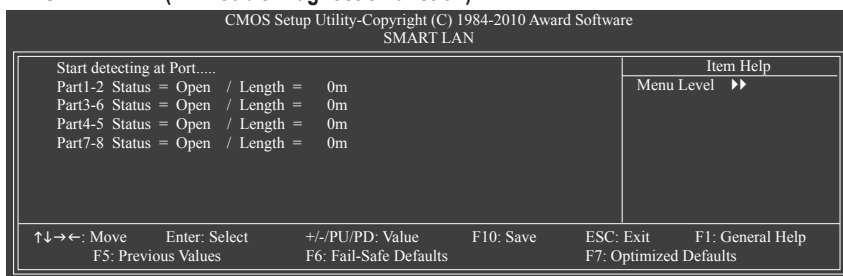 CMOS Setup Utility-Copyright (C) 1984-2010 Award Software
SMART LAN
Start detecting at Port.....
Part1-2 Status = Open / Length = 0m
Part3-6 Status = Open / Length = 0m
Part4-5 Status = Open / Length = 0m
Part7-8 Status = Open / Length = 0m
Item Help
Menu Level ▶▶
↑↓→←: Move Enter: Select +/-/PU/PD: Value F10: Save ESC: Exit F1: General Help
F5: Previous Values F6: Fail-Safe Defaults F7: Optimized Defaults